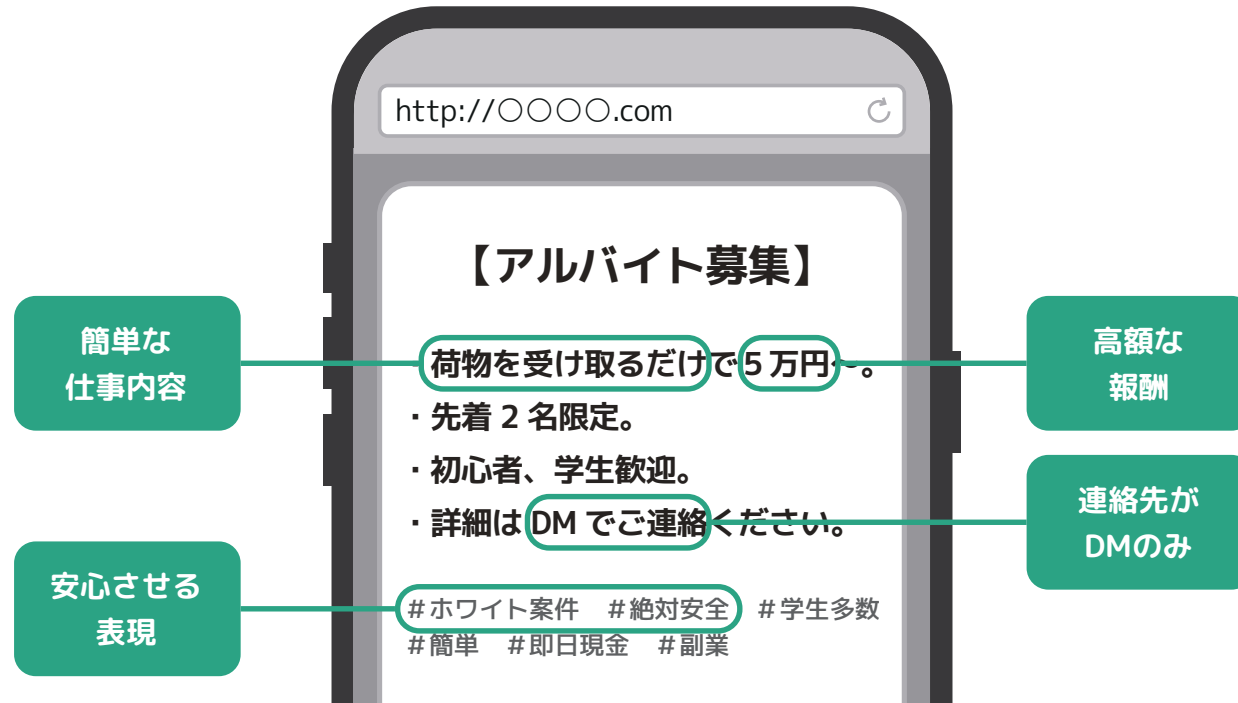 http://○○○○.com
【アルバイト募集】
簡単な
仕事内容
高額な
報酬
・荷物を受け取るだけで5万円～。
・先着2名限定。
・初心者、学生歓迎。
・詳細はDMでご連絡ください。
連絡先が
DMのみ
安心させる
表現
#ホワイト案件 #絶対安全 #学生多数
#簡単 #即日現金 #副業